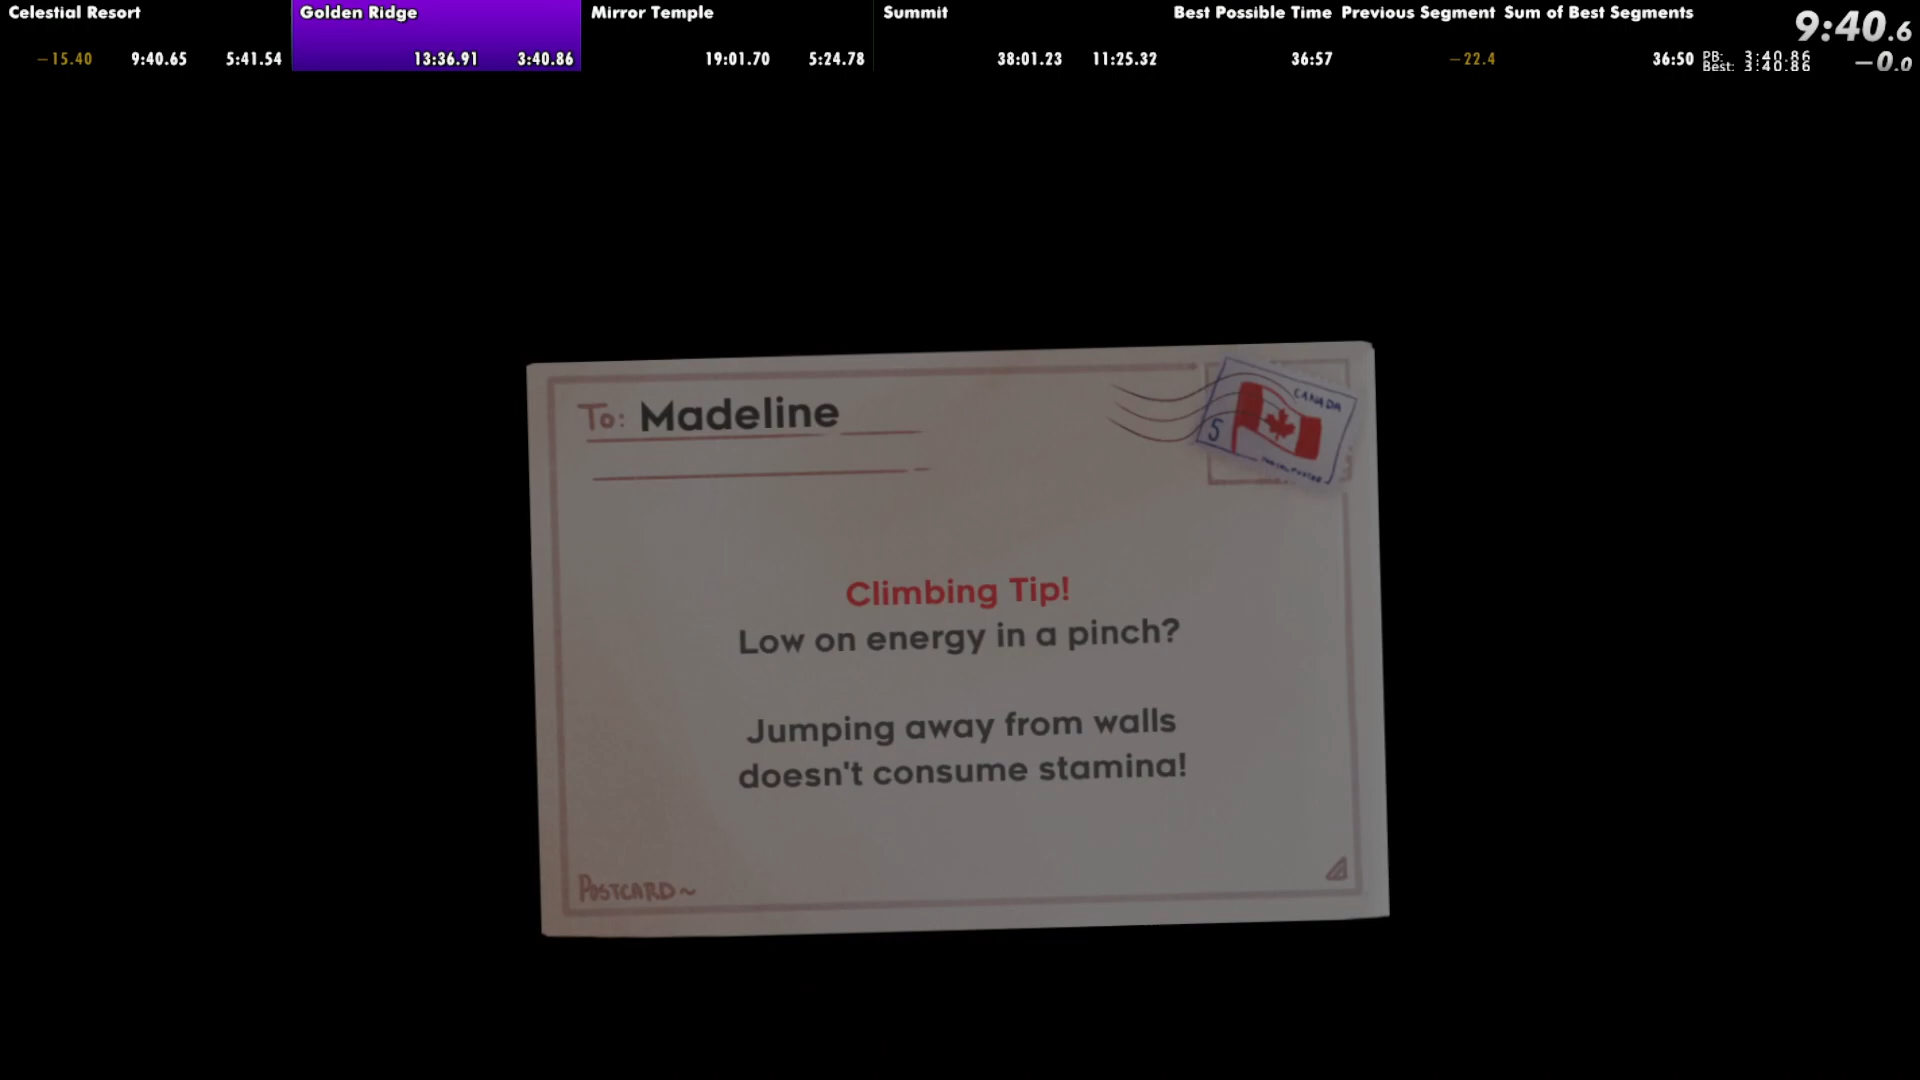 Celestial Resort
−15.40 9:40.65 5:41.54
Golden Ridge
13:36.91 3:40.86
Mirror Temple
19:01.70 5:24.78
Summit
38:01.23 11:25.32
Best Possible Time
36:57
Previous Segment
−22.4
Sum of Best Segments
36:50
9:40.6
PB: 3:40.86
Best: 3:40.86
−0.0
To: Madeline
CANADA
5
Climbing Tip!
Low on energy in a pinch?
Jumping away from walls
doesn't consume stamina!
POSTCARD~